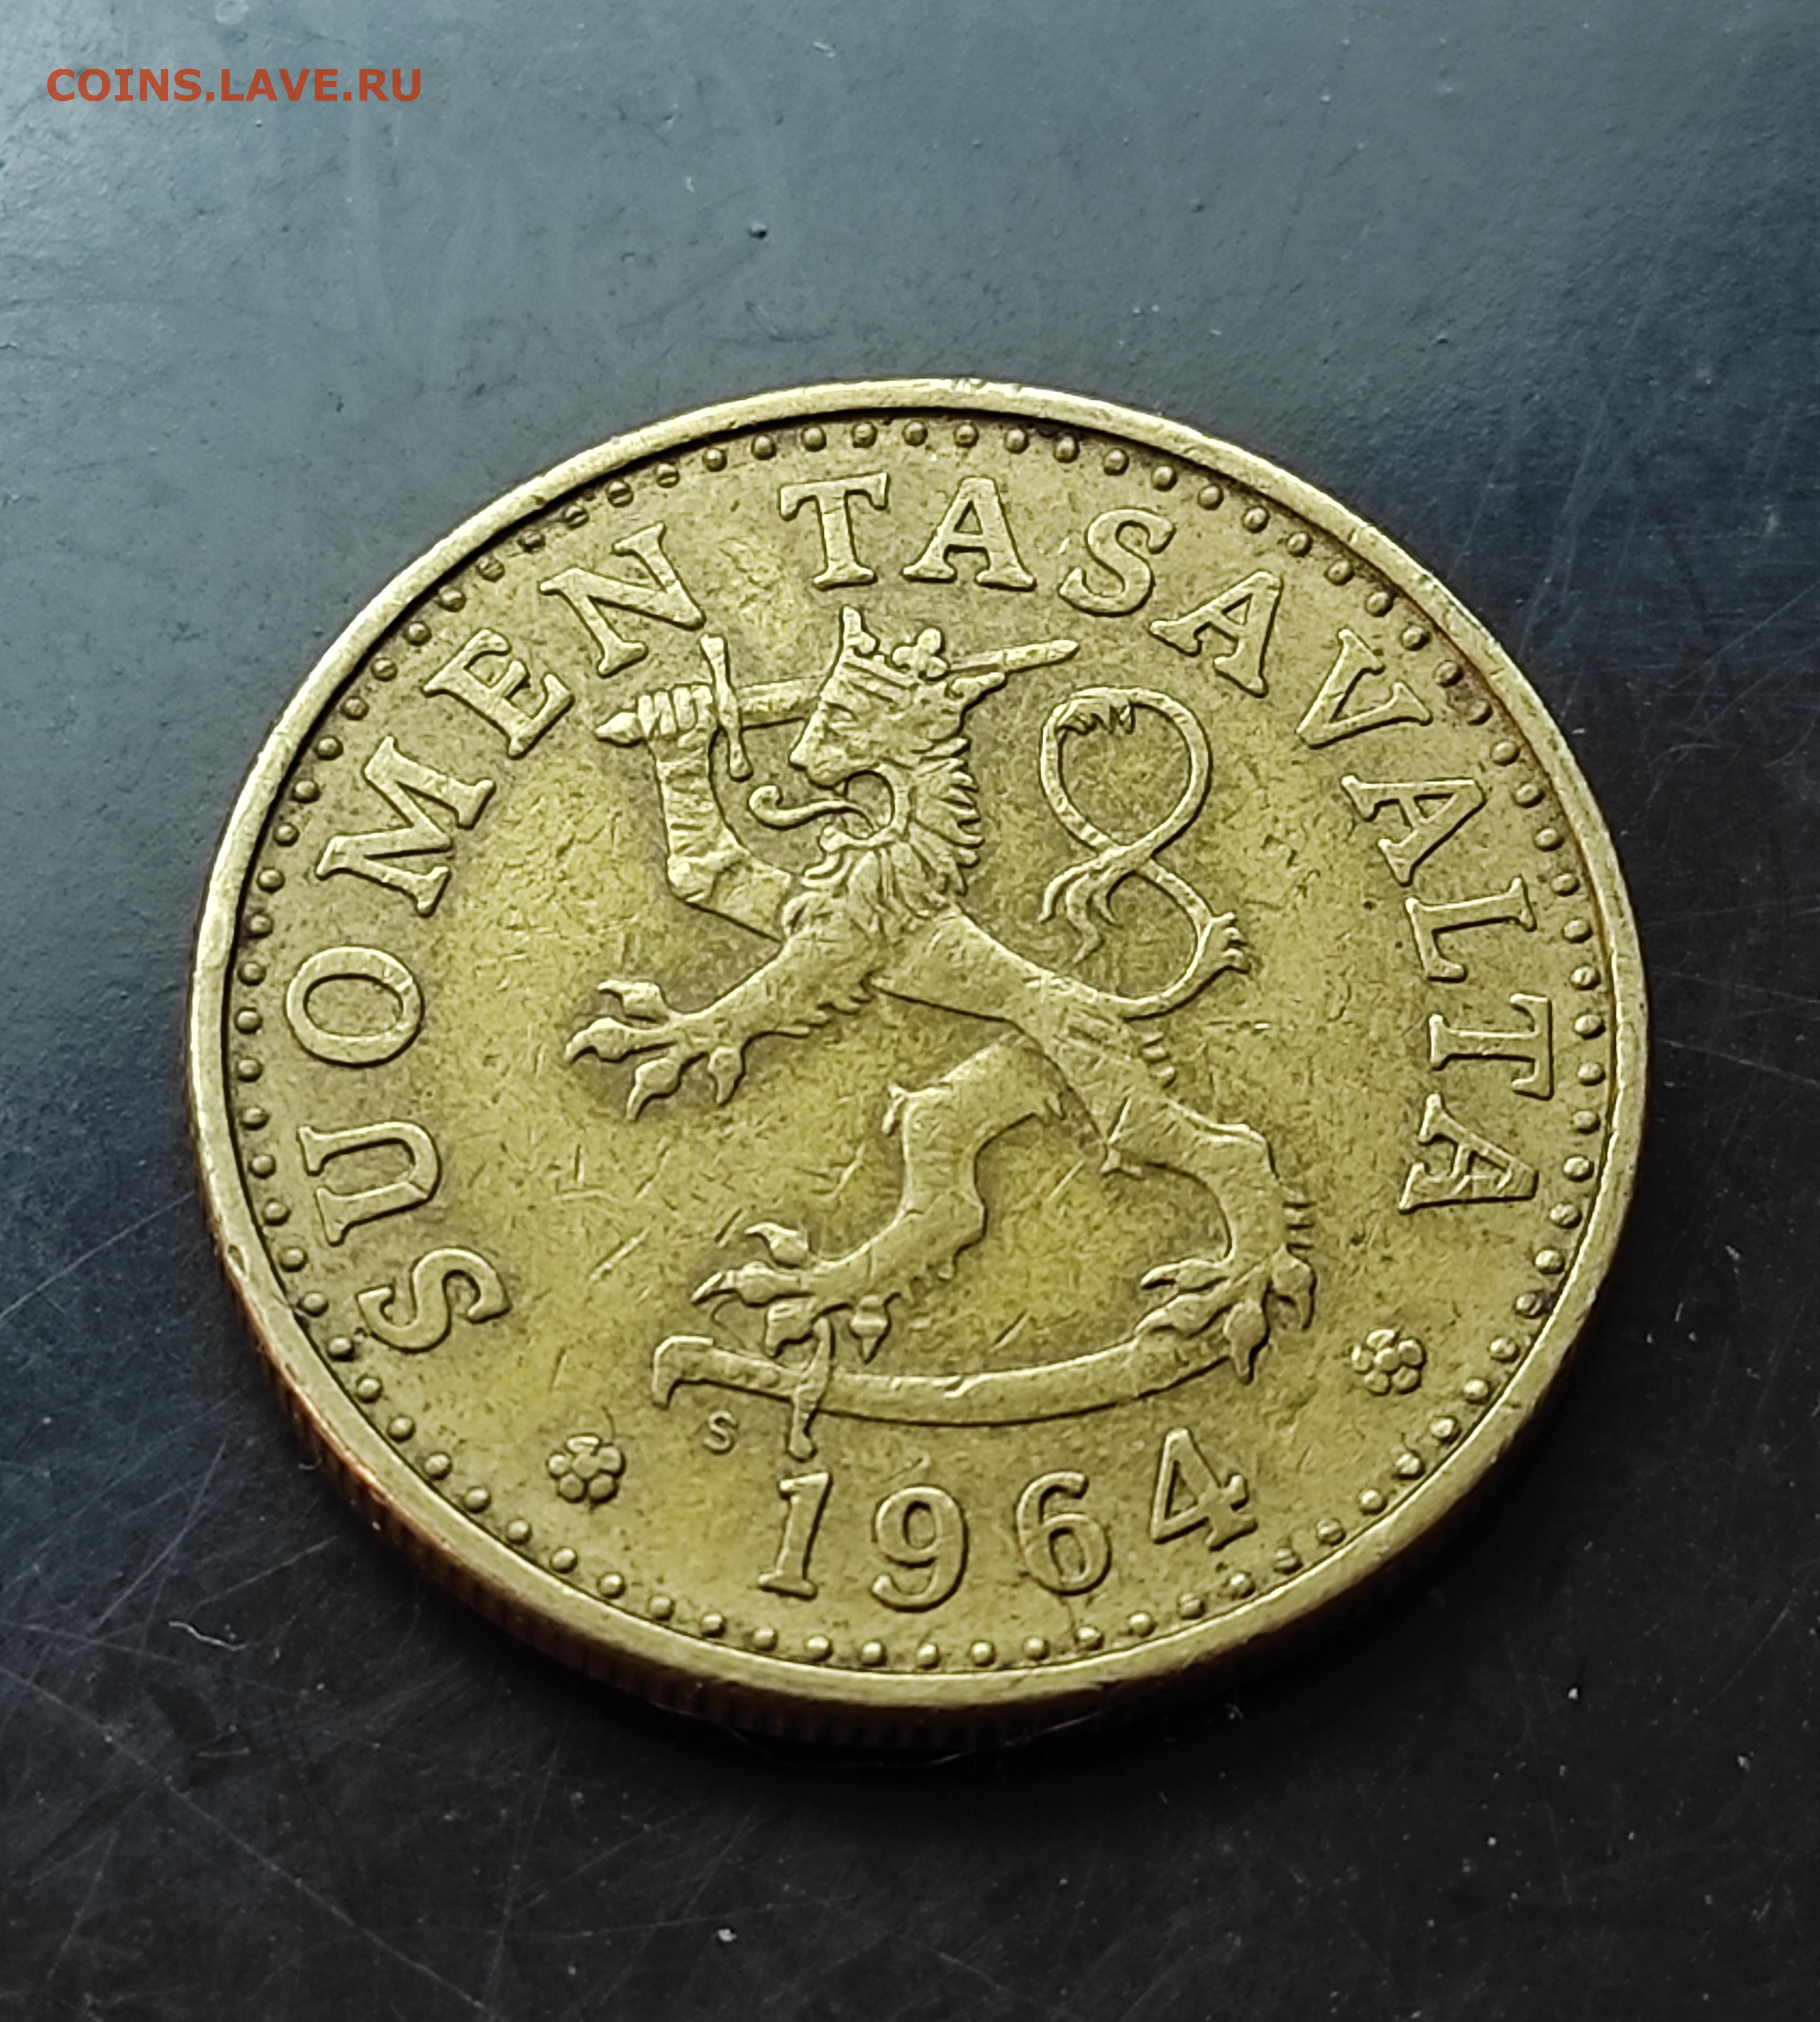 COINS.LAVE.RU
SUOMEN TASAVALTA
S
1964